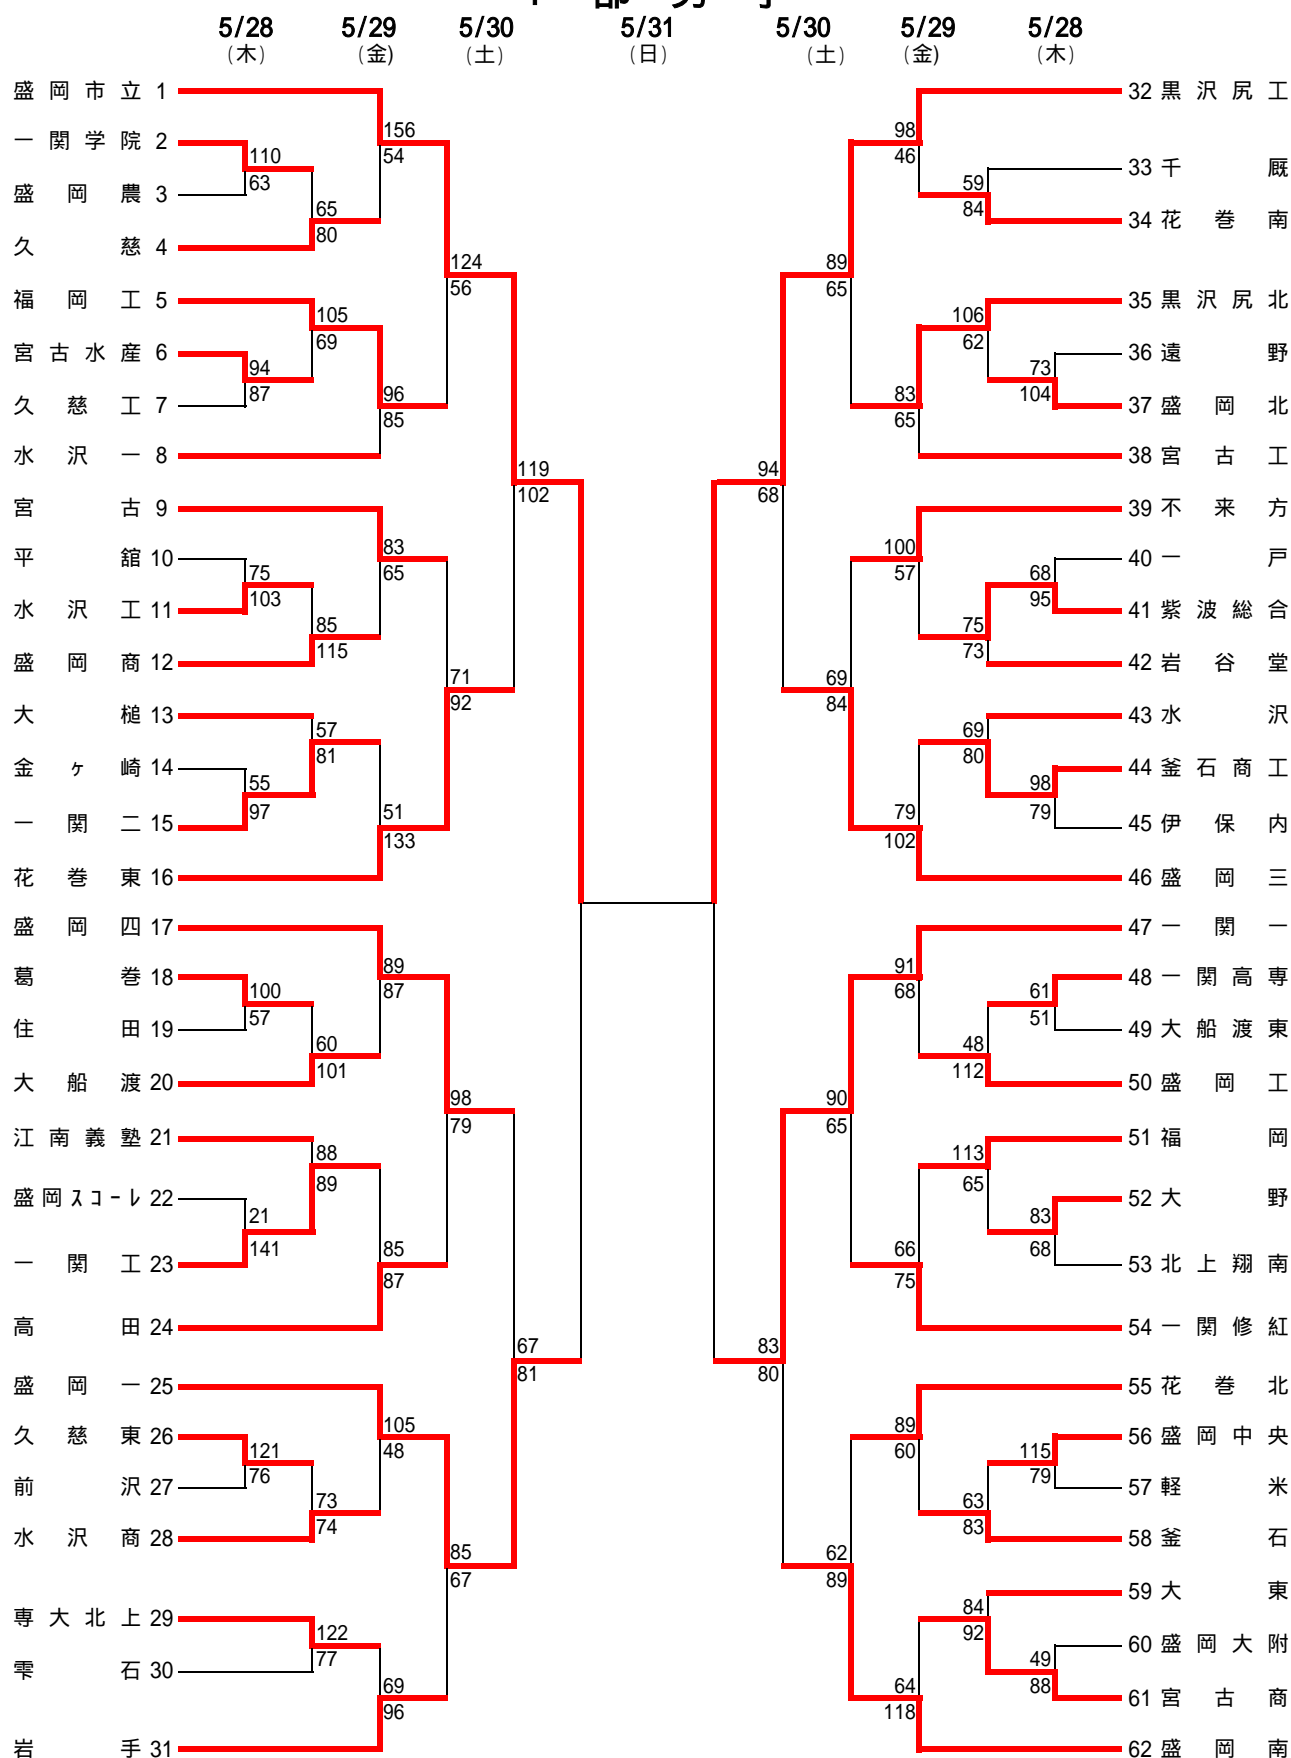 5/28 5/29 5/30 5/31 5/30 5/29 5/28
(木) (金) (土) (日) (土) (金) (木)
盛岡市立 1
一関学院 2
盛岡農 3
久慈 4
福岡工 5
宮古水産 6
久慈工 7
水沢一 8
宮古 9
平舘 10
水沢工 11
盛岡商 12
大槌 13
金ヶ崎 14
一関二 15
花巻東 16
盛岡四 17
葛巻 18
住田 19
大船渡 20
江南義塾 21
盛岡スコーレ 22
一関工 23
高田 24
盛岡一 25
久慈東 26
前沢 27
水沢商 28
専大北上 29
雫石 30
岩手 31
110
63
94
87
75
103
55
97
100
57
21
141
121
76
65
80
105
69
85
115
57
81
60
101
88
89
73
74
122
77
156
54
96
85
83
65
51
133
89
87
85
87
105
48
69
96
124
56
71
92
98
79
85
67
119
102
67
81
94
68
83
80
89
65
69
84
90
65
62
89
98
46
83
65
100
57
79
102
91
68
66
75
89
60
64
118
59
84
106
62
75
73
69
80
48
112
113
65
63
83
84
92
73
104
68
95
98
79
61
51
83
68
115
79
49
88
32 黒沢尻工
33 千厩
34 花巻南
35 黒沢尻北
36 遠野
37 盛岡北
38 宮古工
39 不来方
40 一戸
41 紫波総合
42 岩谷堂
43 水沢
44 釜石商工
45 伊保内
46 盛岡三
47 一関一
48 一関高専
49 大船渡東
50 盛岡工
51 福岡
52 大野
53 北上翔南
54 一関修紅
55 花巻北
56 盛岡中央
57 軽米
58 釜石
59 大東
60 盛岡大附
61 宮古商
62 盛岡南